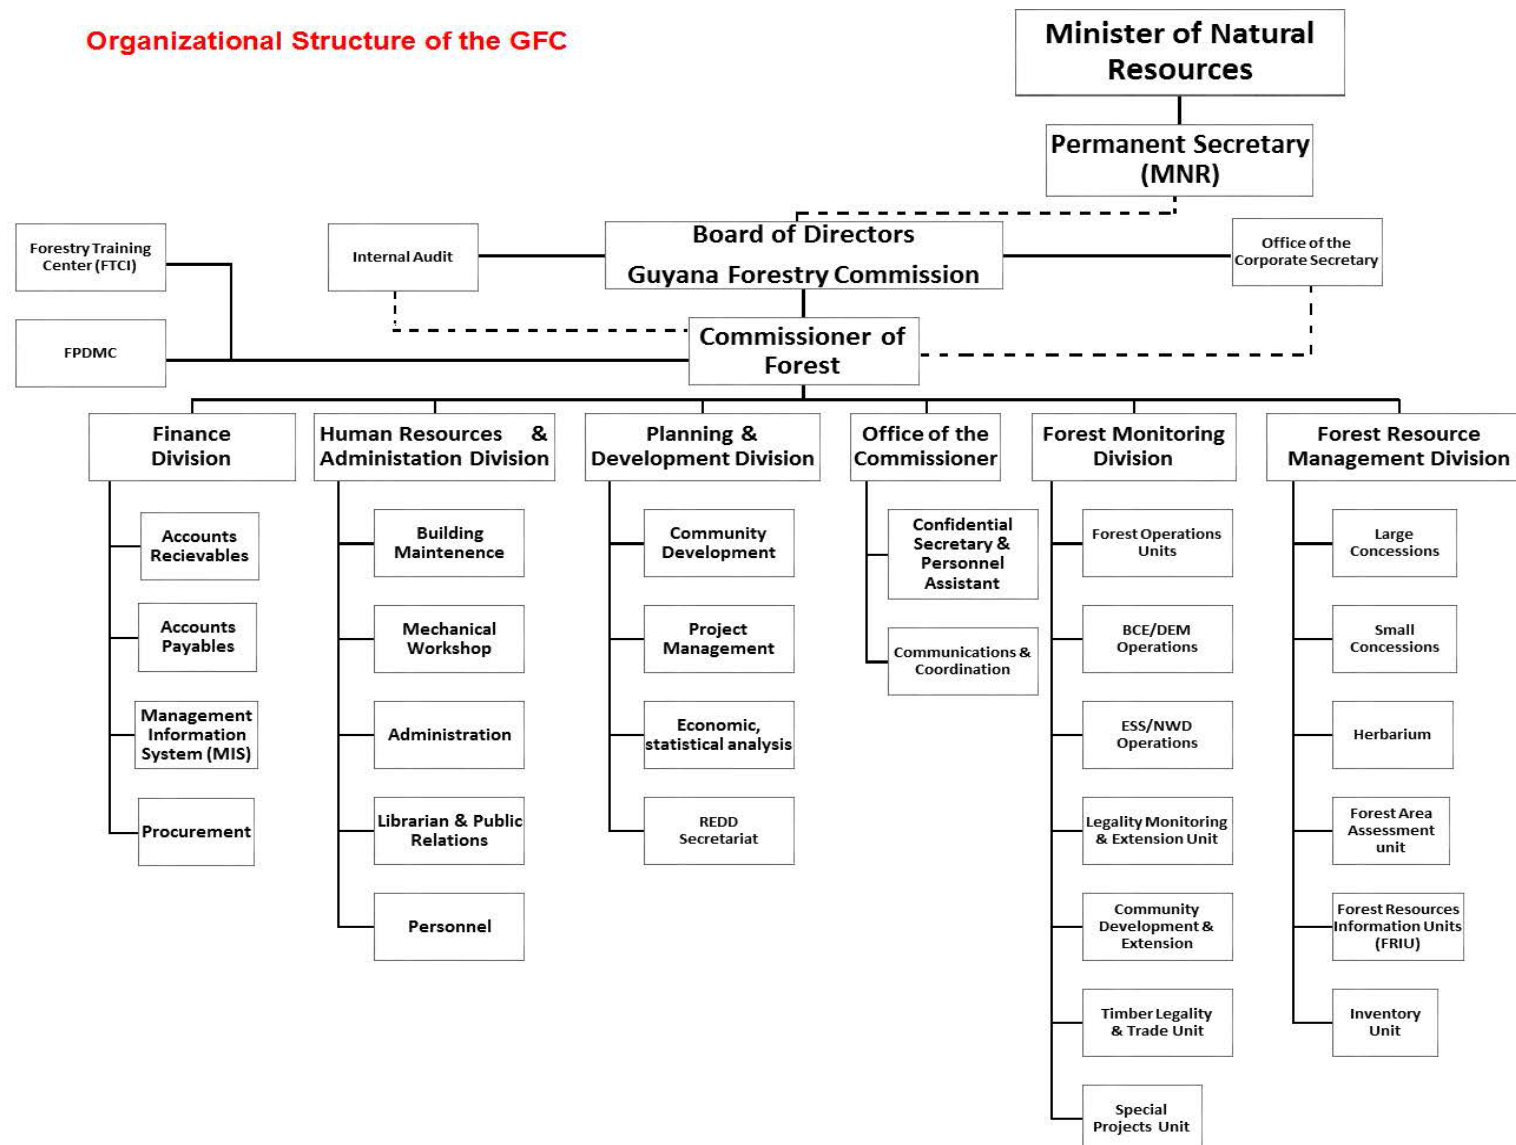 Organizational Structure of the GFC
Minister of Natural
Resources
Permanent Secretary
(MNR)
Forestry Training
Center (FTCI)
Internal Audit
Board of Directors
Guyana Forestry Commission
Office of the
Corporate Secretary
FPDMC
Commissioner of
Forest
Finance
Division
Human Resources &
Administation Division
Planning &
Development Division
Office of the
Commissioner
Forest Monitoring
Division
Forest Resource
Management Division
Accounts
Recievables
Accounts
Payables
Management
Information
System (MIS)
Procurement
Building
Maintenence
Mechanical
Workshop
Administration
Librarian & Public
Relations
Personnel
Community
Development
Project
Management
Economic,
statistical analysis
REDD
Secretariat
Confidential
Secretary &
Personnel
Assistant
Communications &
Coordination
Forest Operations
Units
BCE/DEM
Operations
ESS/NWD
Operations
Legality Monitoring
& Extension Unit
Community
Development &
Extension
Timber Legality
& Trade Unit
Special
Projects Unit
Large
Concessions
Small
Concessions
Herbarium
Forest Area
Assessment
unit
Forest Resources
Information Units
(FRIU)
Inventory
Unit